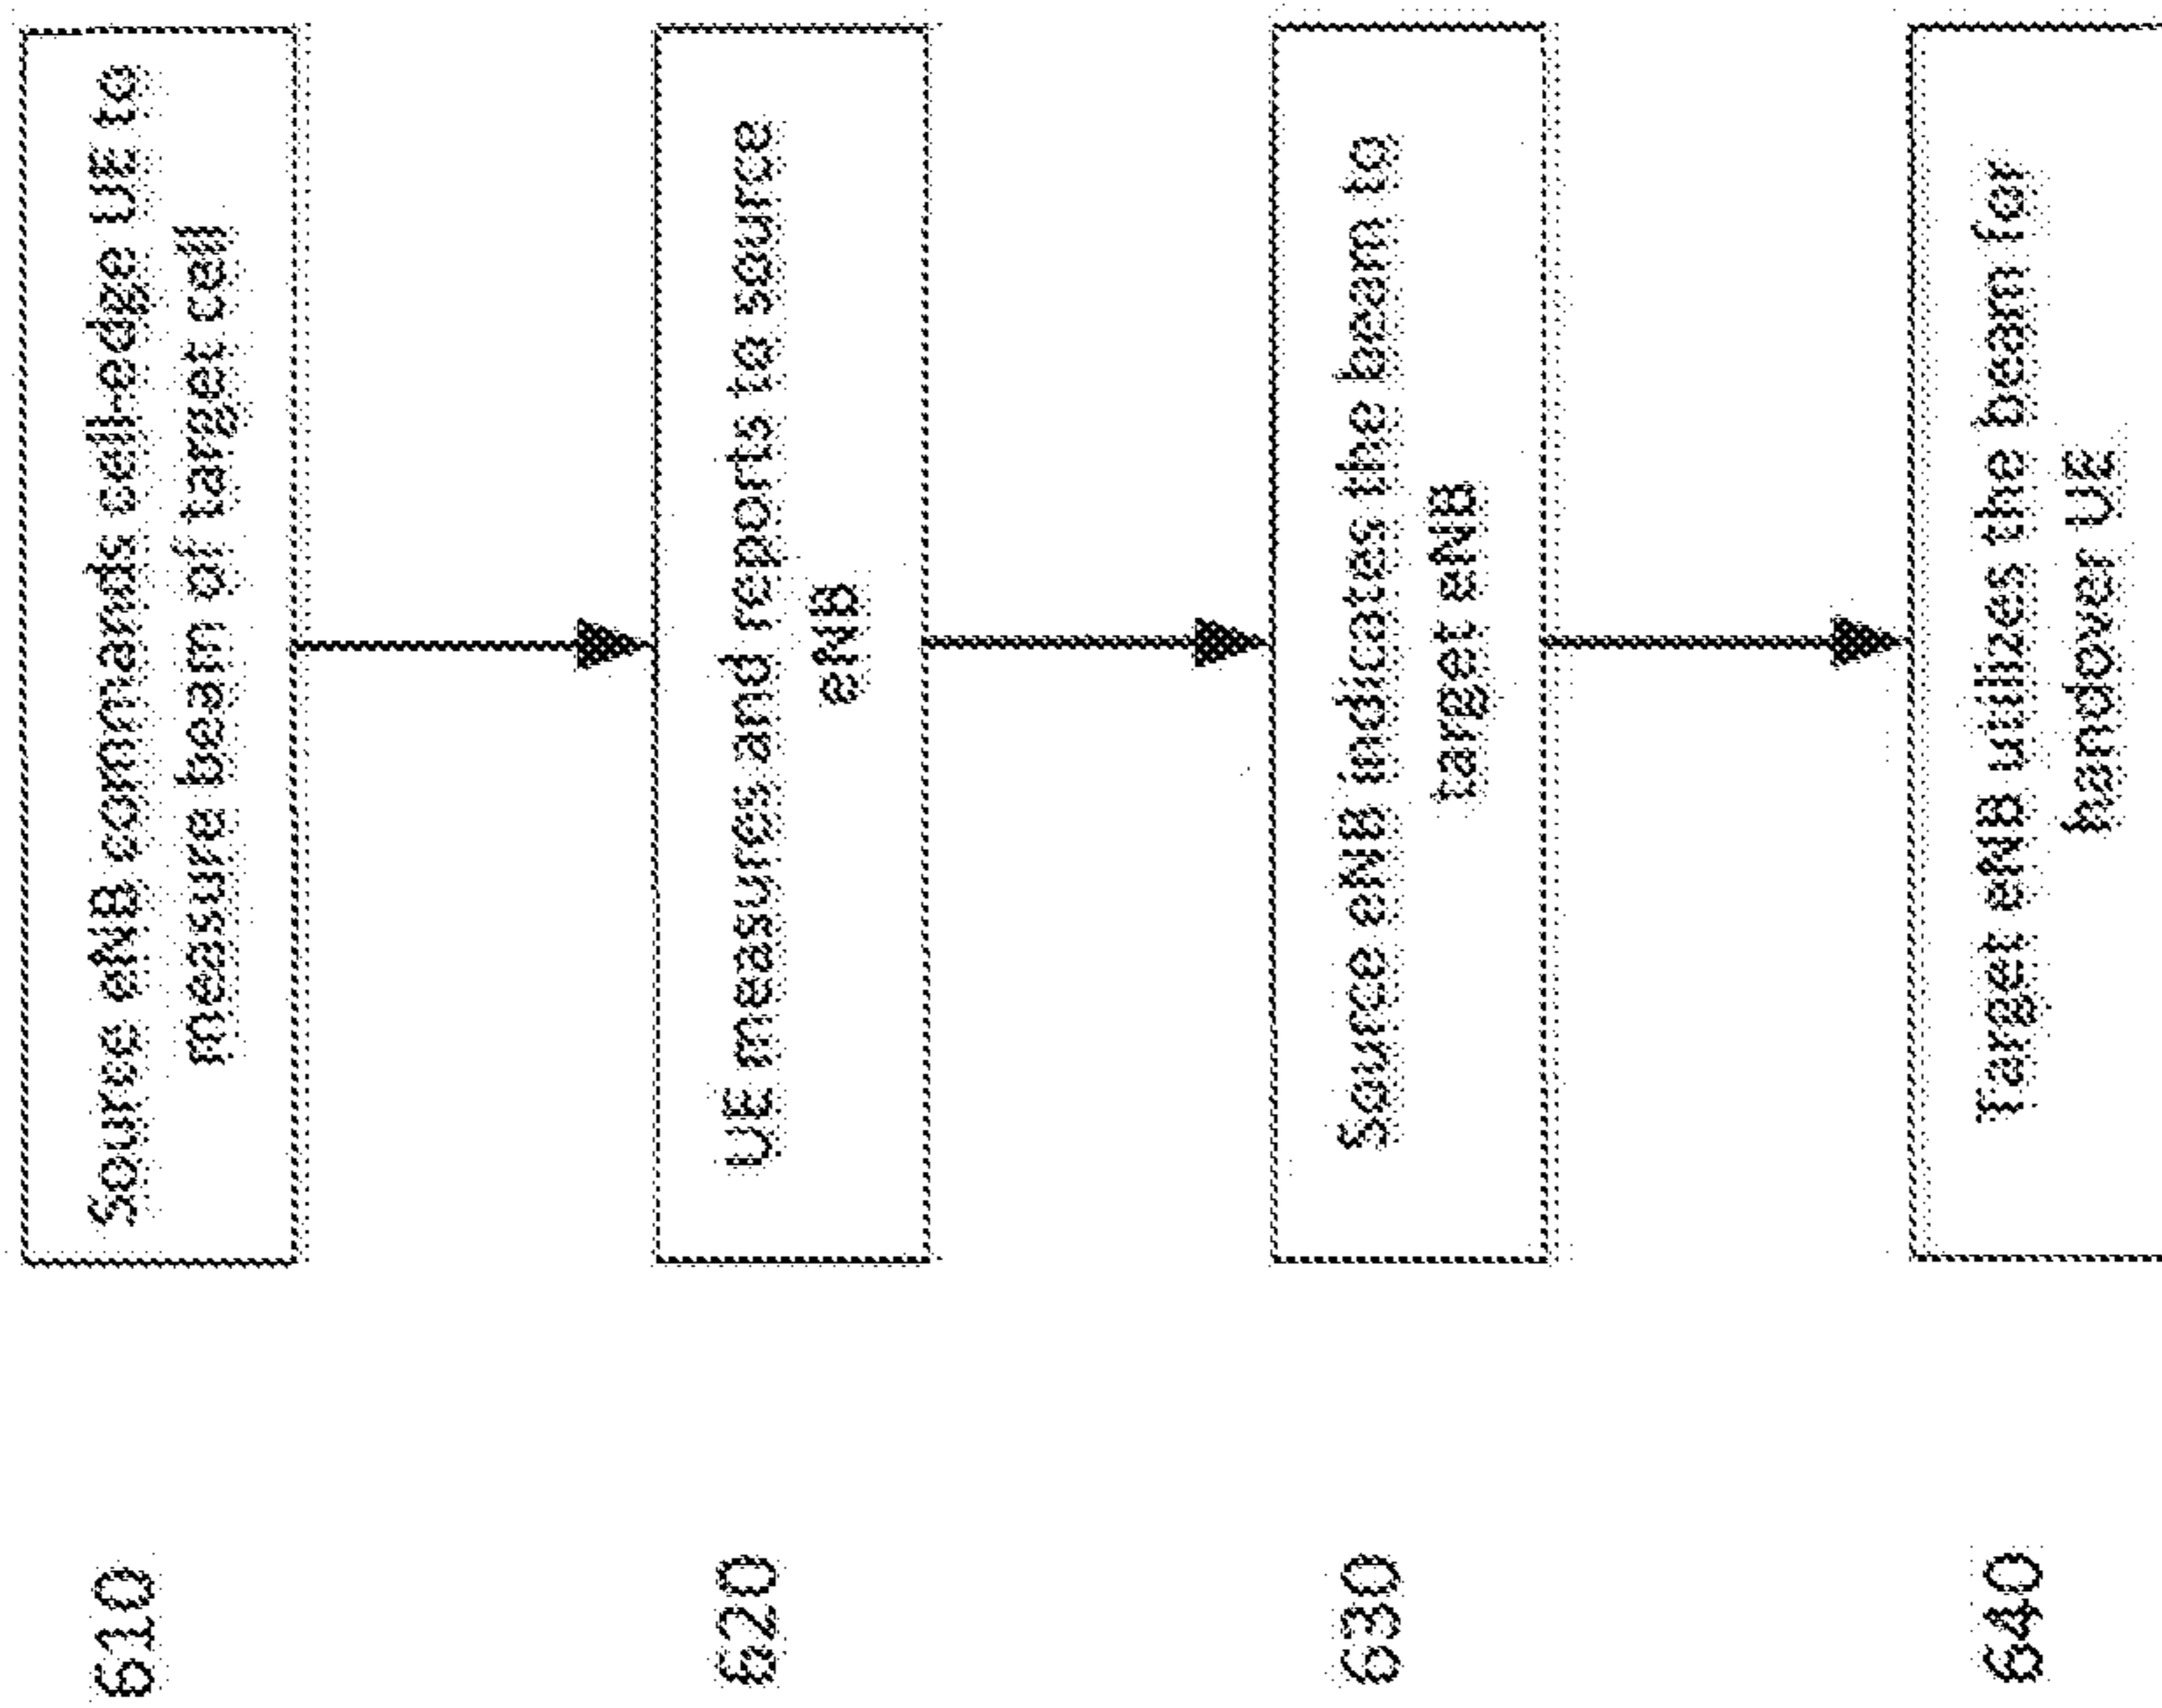 610
Source eNB commands cell-edge UE to
measure beam of target cell
620
UE measures and reports to source
eNB
630
Source eNB indicates the beam to
target eNB
640
Target eNB utilizes the beam for
handover UE